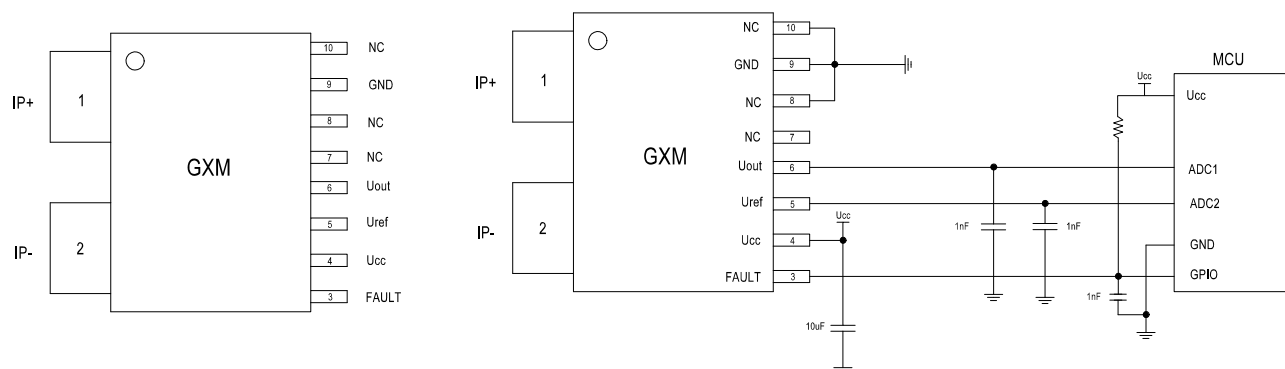 10 NC
IP+ 1 9 GND
8 NC
GXM 7 NC
6 Uout
IP- 2 5 Uref
4 Ucc
3 FAULT
NC 10
IP+ 1 GND 9
NC 8
GXM NC 7
Uout 6
IP- 2 Uref 5
Ucc 4
FAULT 3
Ucc
10uF
1nF
1nF
1nF
Ucc
MCU
Ucc
ADC1
ADC2
GND
GPIO